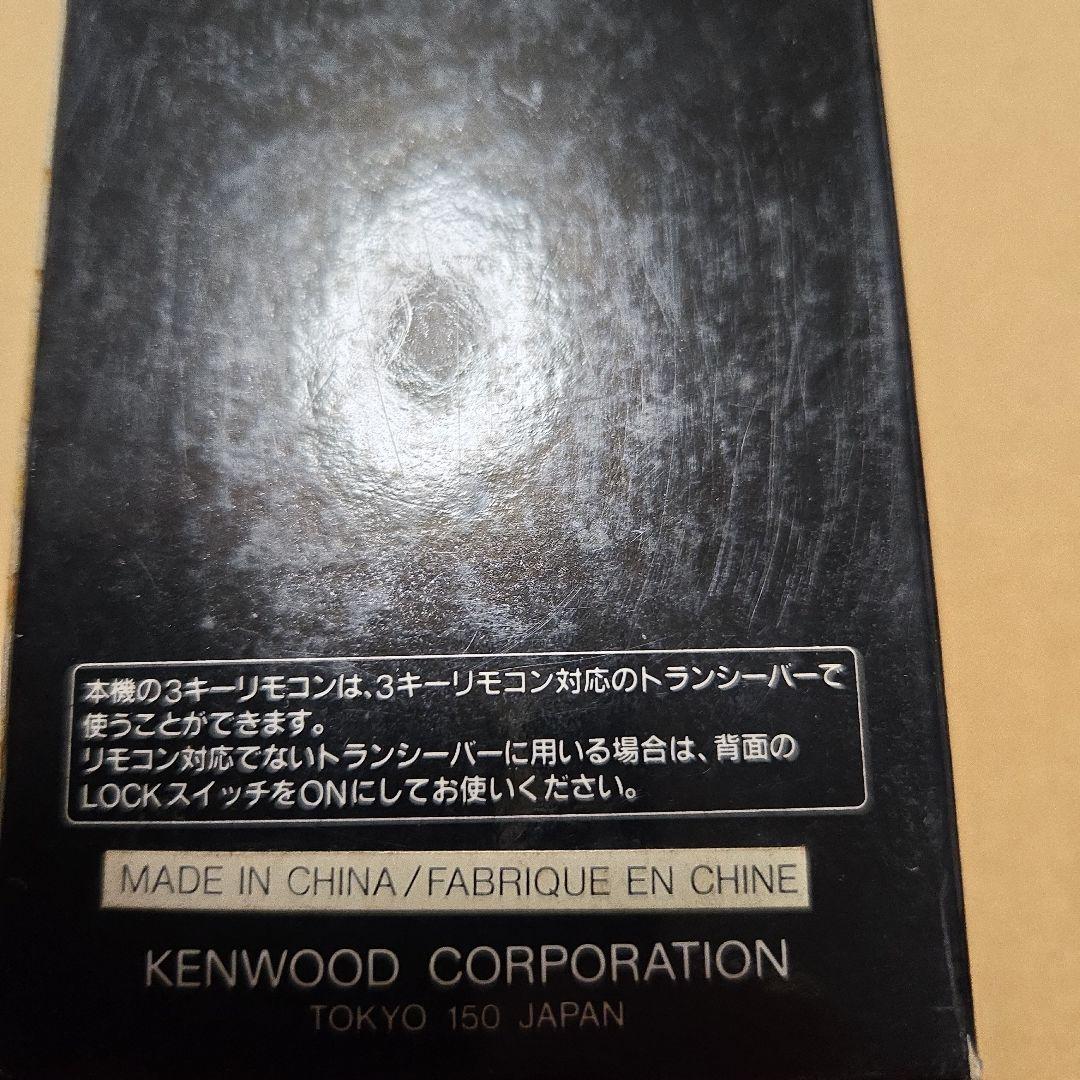 本機の3キーリモコンは、3キーリモコン対応のトランシーバーで
使うことができます。
リモコン対応でないトランシーバーに用いる場合は、背面の
LOCKスイッチをONにしてお使いください。
MADE IN CHINA/FABRIQUE EN CHINE
KENWOOD CORPORATION
TOKYO 150 JAPAN